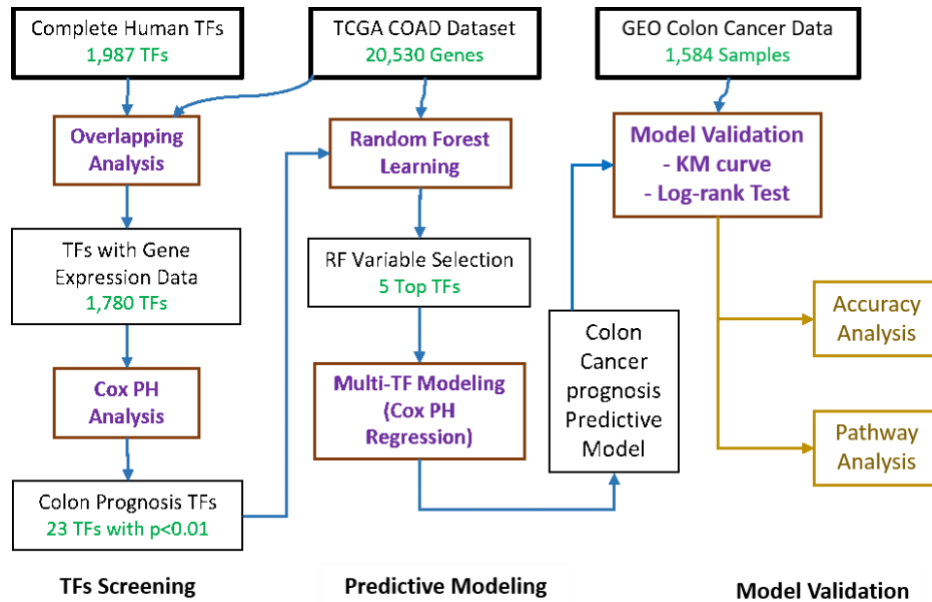 Complete Human TFs
1,987 TFs
Overlapping
Analysis
TFs with Gene
Expression Data
1,780 TFs
Cox PH
Analysis
Colon Prognosis TFs
23 TFs with p<0.01
TFs Screening
TCGA COAD Dataset
20,530 Genes
Random Forest
Learning
RF Variable Selection
5 Top TFs
Multi-TF Modeling
(Cox PH
Regression)
Colon
Cancer
prognosis
Predictive
Model
Predictive Modeling
GEO Colon Cancer Data
1,584 Samples
Model Validation
- KM curve
- Log-rank Test
Accuracy
Analysis
Pathway
Analysis
Model Validation